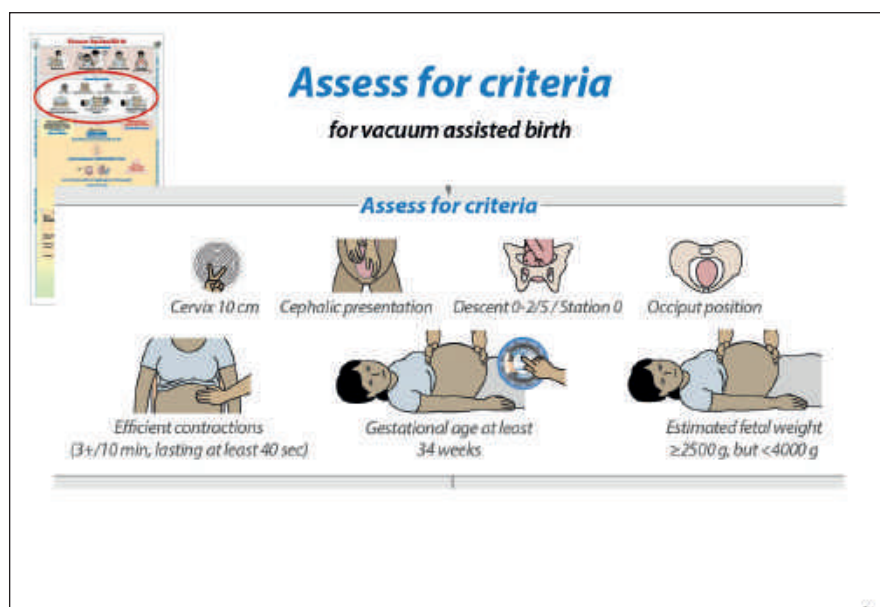 Assess for criteria
for vacuum assisted birth
Assess for criteria
Cervix 10 cm
Cephalic presentation
Descent 0-2/5 / Station 0
Occiput position
Efficient contractions
(3+/10 min, lasting at least 40 sec)
Gestational age at least
34 weeks
Estimated fetal weight
≥2500 g, but <4000 g